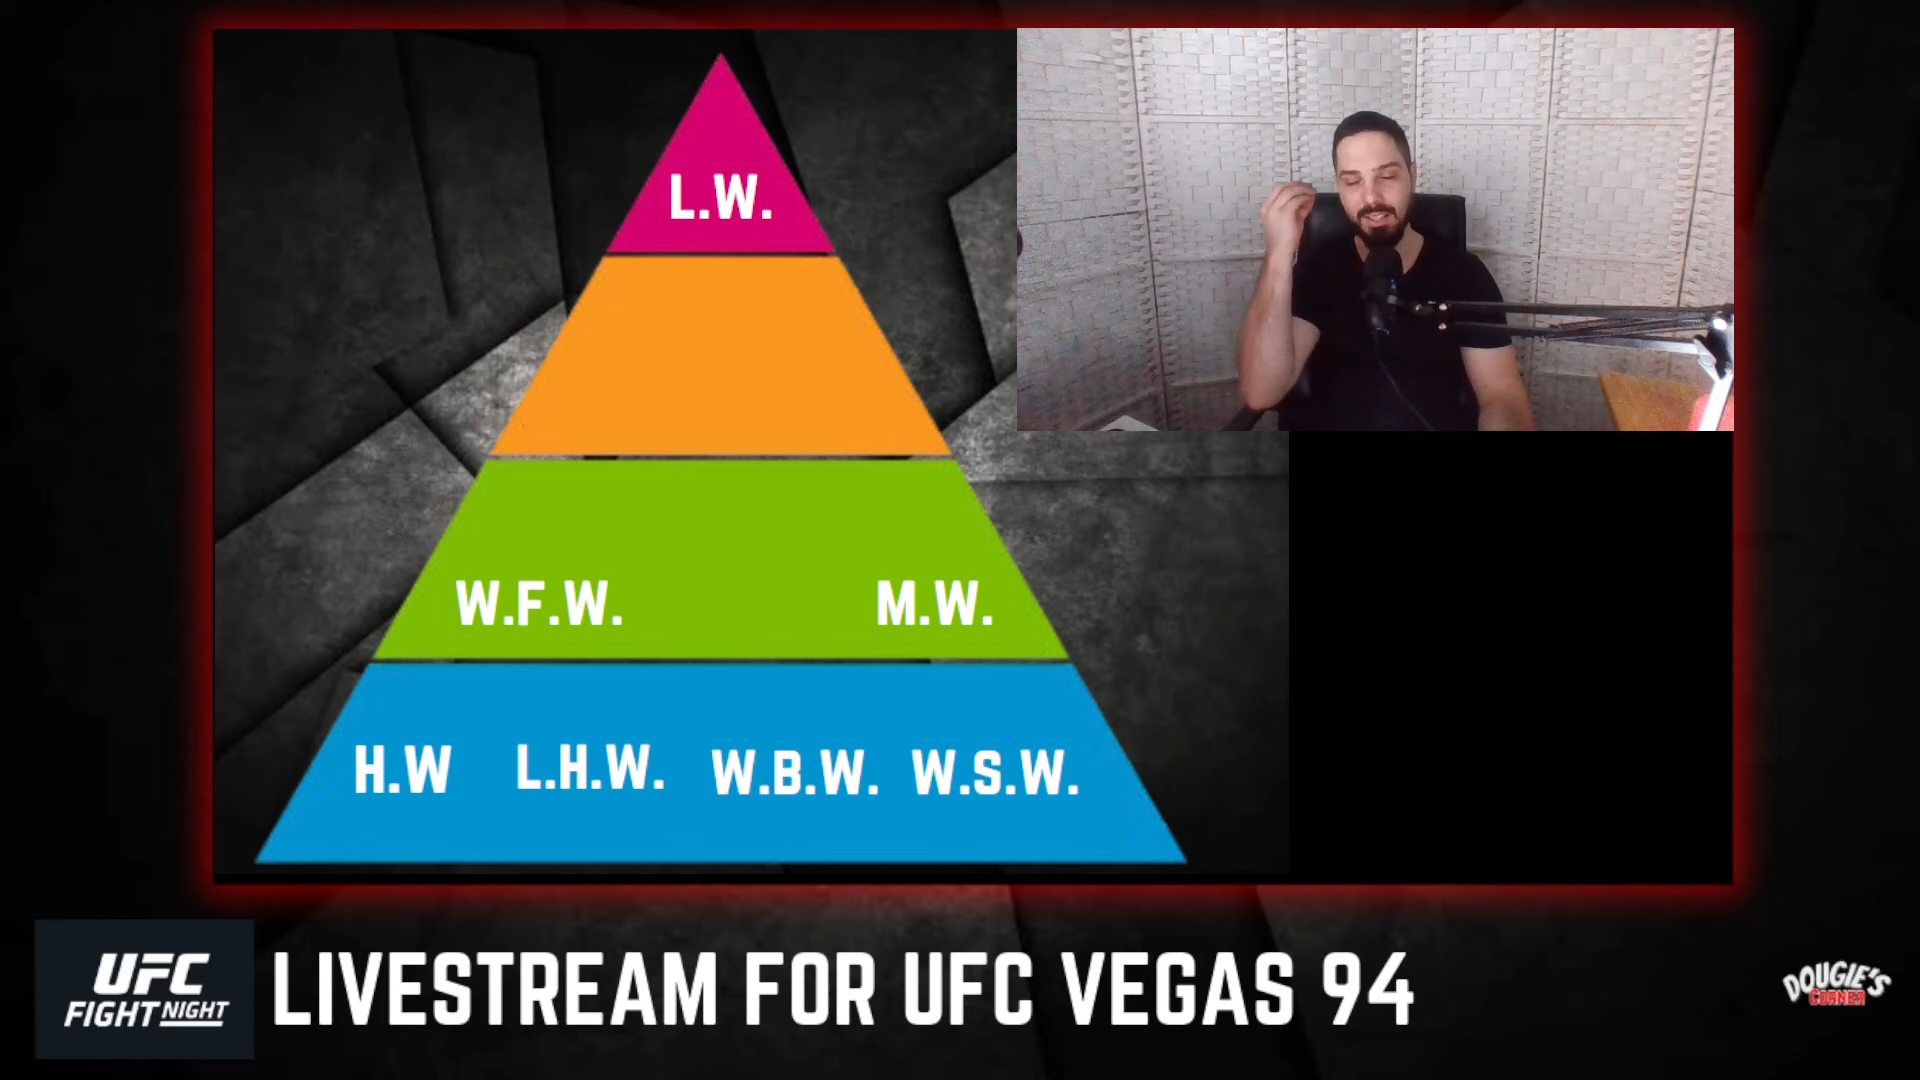 L.W.
W.F.W. M.W.
H.W L.H.W. W.B.W. W.S.W.
UFC
FIGHT NIGHT
LIVESTREAM FOR UFC VEGAS 94
DOUGIE'S
CORNER